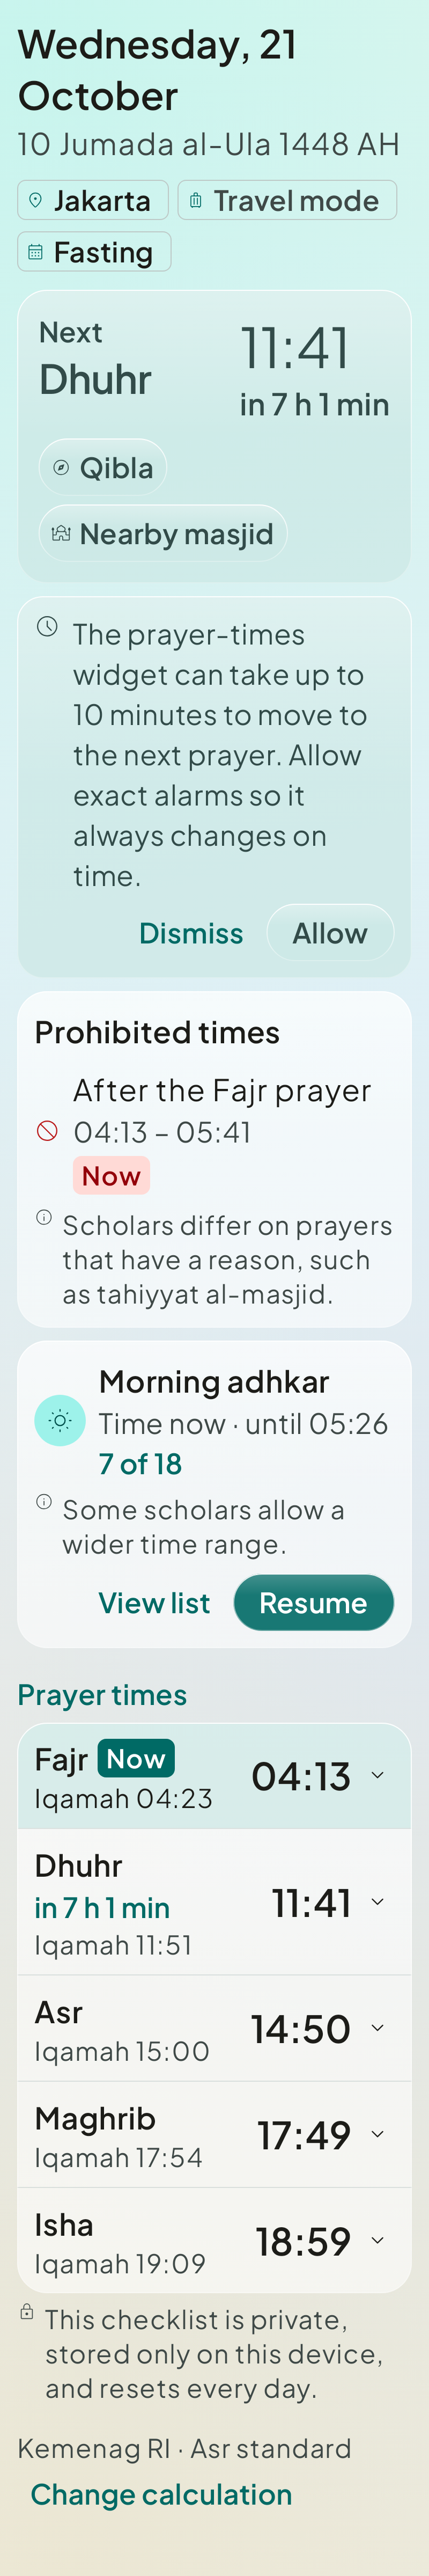 Wednesday, 21
October
10 Jumada al-Ula 1448 AH
Jakarta
Travel mode
Fasting
Next
Dhuhr
11:41
in 7 h 1 min
Qibla
Nearby masjid
The prayer-times
widget can take up to
10 minutes to move to
the next prayer. Allow
exact alarms so it
always changes on
time.
Dismiss
Allow
Prohibited times
After the Fajr prayer
04:13 – 05:41
Now
Scholars differ on prayers
that have a reason, such
as tahiyyat al-masjid.
Morning adhkar
Time now · until 05:26
7 of 18
Some scholars allow a
wider time range.
View list
Resume
Prayer times
Fajr Now
Iqamah 04:23
04:13
Dhuhr
in 7 h 1 min
Iqamah 11:51
11:41
Asr
Iqamah 15:00
14:50
Maghrib
Iqamah 17:54
17:49
Isha
Iqamah 19:09
18:59
This checklist is private,
stored only on this device,
and resets every day.
Kemenag RI · Asr standard
Change calculation